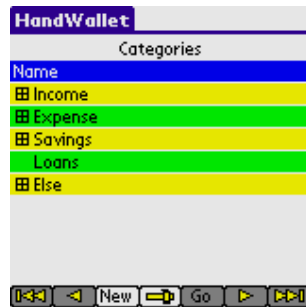 HandWallet
Categories
Name
Income
Expense
Savings
Loans
Else
New Go